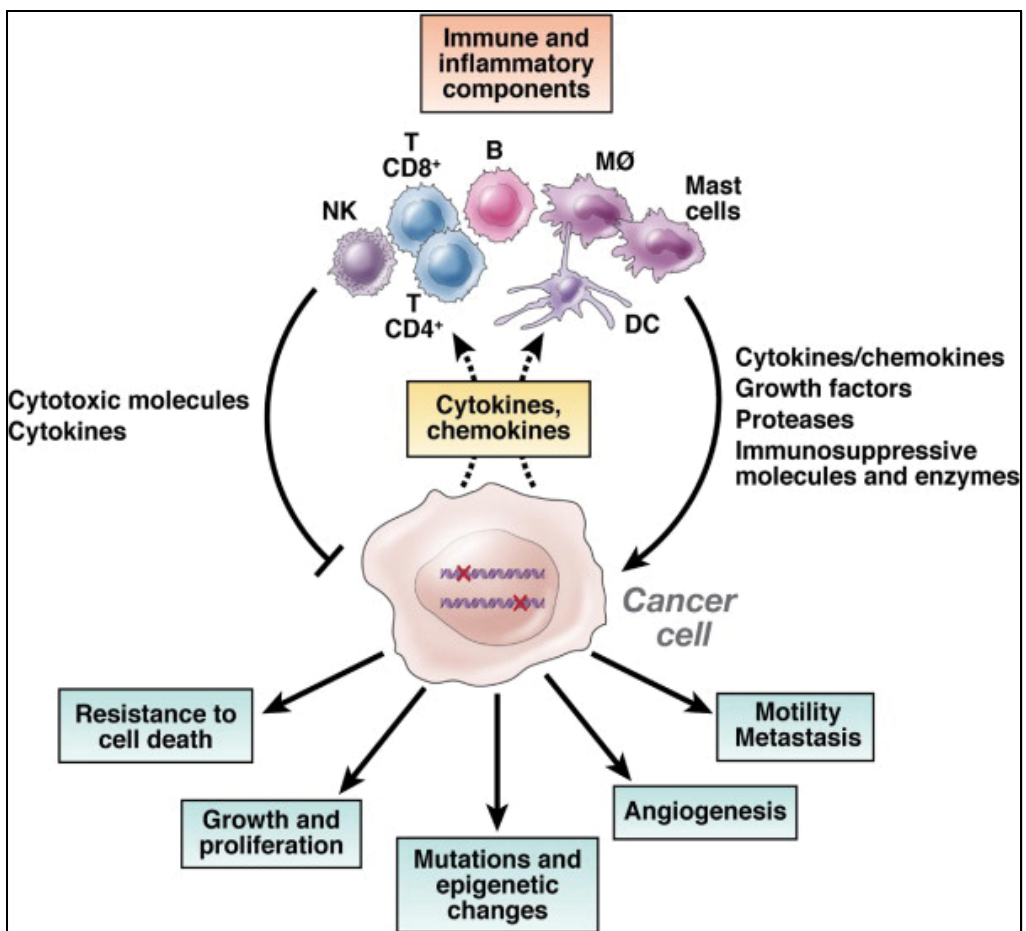 Immune and
inflammatory
components
T
CD8⁺
B
MØ
Mast
cells
NK
T
CD4⁺
DC
Cytotoxic molecules
Cytokines
Cytokines,
chemokines
Cytokines/chemokines
Growth factors
Proteases
Immunosuppressive
molecules and enzymes
Cancer
cell
Resistance to
cell death
Growth and
proliferation
Mutations and
epigenetic
changes
Angiogenesis
Motility
Metastasis